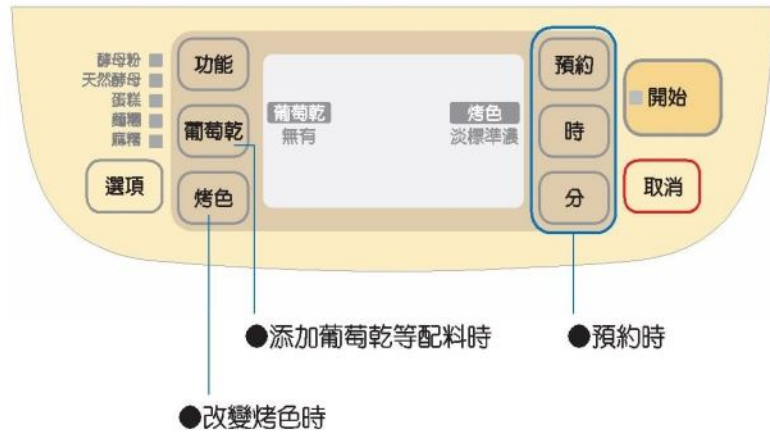 酵母粉
天然酵母
蛋糕
麵糰
麻糬
選項
功能
葡萄乾
烤色
葡萄乾
無有
烤色
淡標準濃
預約
時
分
開始
取消
●添加葡萄乾等配料時
●預約時
●改變烤色時